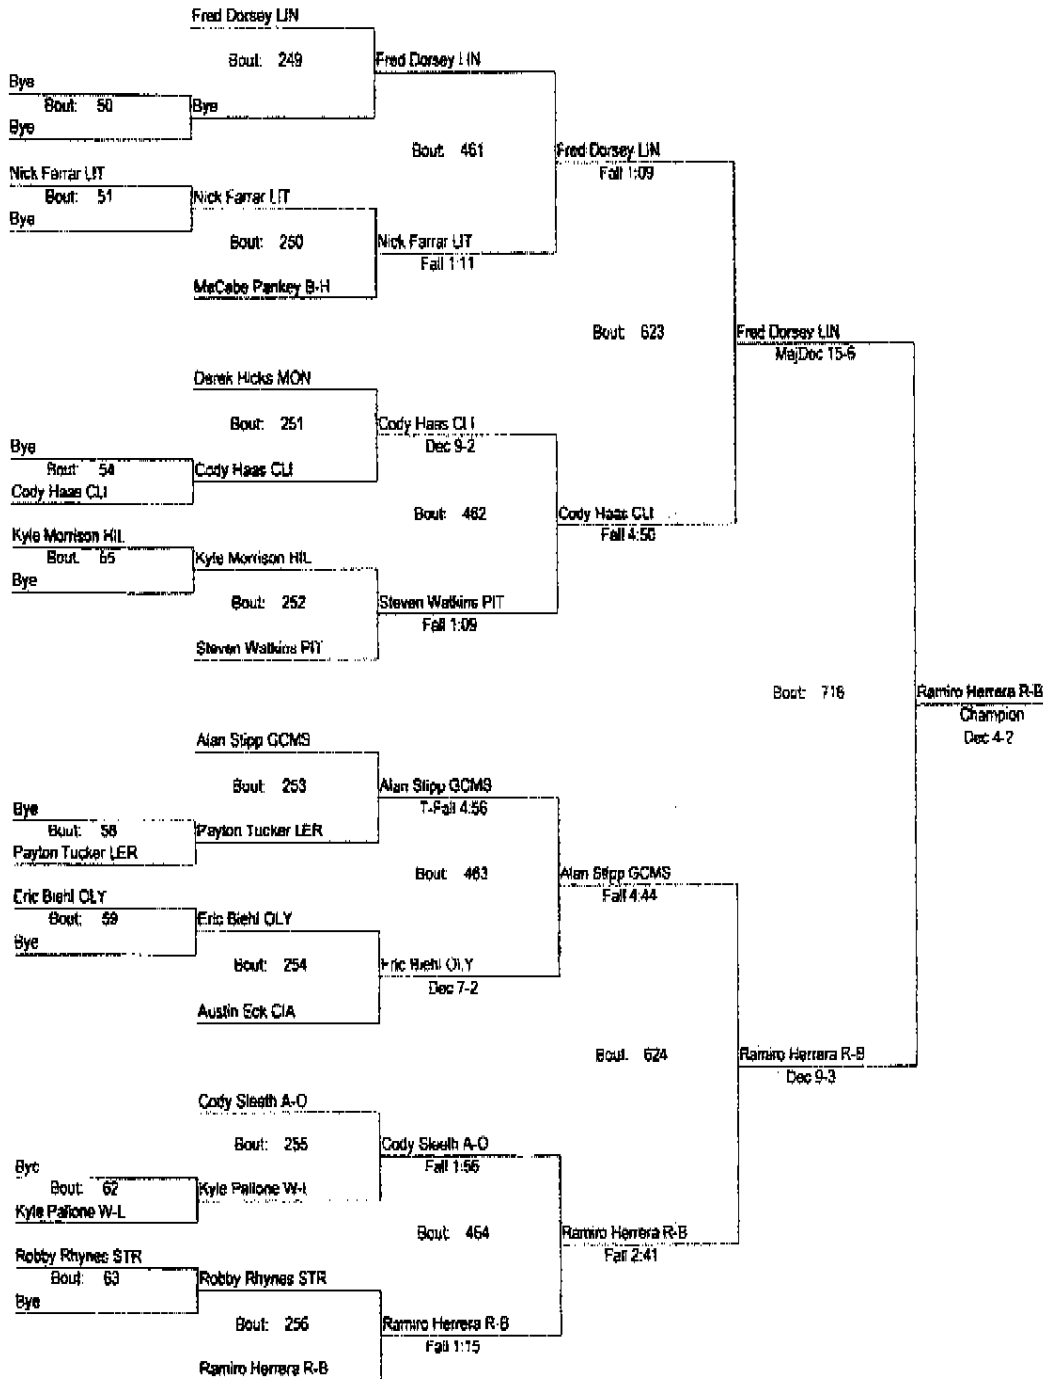 Fred Dorsey LIN
Bout: 249
Fred Dorsey LIN
Bye
Bout: 50
Bye
Bye
Bout: 461
Fred Dorsey LIN
Fall 1:09
Nick Farrar LIT
Bout: 51
Nick Farrar LIT
Bye
Bout: 250
Nick Farrar LIT
Fall 1:11
McCabe Pankey B-H
Bout: 623
Fred Dorsey LIN
MajDec 15-6
Derek Hicks MON
Bout: 251
Cody Haas CLI
Dec 9-2
Bye
Bout: 54
Cody Haas CLI
Cody Haas CLI
Bout: 462
Cody Haas CLI
Fall 4:50
Kyle Morrison HIL
Bout: 55
Kyle Morrison HIL
Bye
Bout: 252
Steven Watkins PIT
Fall 1:09
Steven Watkins PIT
Bout: 716
Ramiro Herrera R-B
Champion
Dec 4-2
Alan Stipp GCMS
Bout: 253
Alan Stipp GCMS
T-Fall 4:56
Bye
Bout: 58
Payton Tucker LER
Payton Tucker LER
Bout: 463
Alan Stipp GCMS
Fall 4:44
Eric Biehl OLY
Bout: 59
Eric Biehl OLY
Bye
Bout: 254
Eric Biehl OLY
Dec 7-2
Austin Eck CIA
Bout: 624
Ramiro Herrera R-B
Dec 9-3
Cody Sleeth A-O
Bout: 255
Cody Sleeth A-O
Fall 1:56
Bye
Bout: 62
Kyle Pallone W-L
Kyle Pallone W-L
Bout: 464
Ramiro Herrera R-B
Fall 2:41
Robby Rhynes STR
Bout: 63
Robby Rhynes STR
Bye
Bout: 256
Ramiro Herrera R-B
Fall 1:15
Ramiro Herrera R-B